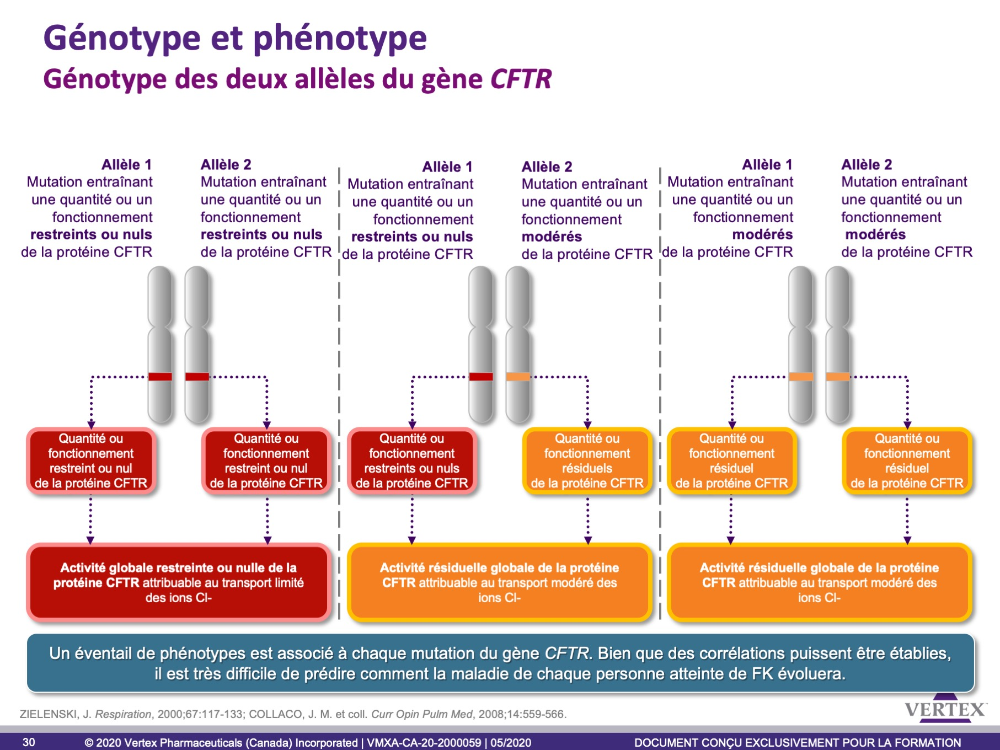 Génotype et phénotype
Génotype des deux allèles du gène CFTR
Allèle 1
Mutation entraînant
une quantité ou un
fonctionnement
restreints ou nuls
de la protéine CFTR
Allèle 2
Mutation entraînant
une quantité ou un
fonctionnement
restreints ou nuls
de la protéine CFTR
Allèle 1
Mutation entraînant
une quantité ou un
fonctionnement
restreints ou nuls
de la protéine CFTR
Allèle 2
Mutation entraînant
une quantité ou un
fonctionnement
modérés
de la protéine CFTR
Allèle 1
Mutation entraînant
une quantité ou un
fonctionnement
modérés
de la protéine CFTR
Allèle 2
Mutation entraînant
une quantité ou un
fonctionnement
modérés
de la protéine CFTR
Quantité ou
fonctionnement
restreint ou nul
de la protéine CFTR
Quantité ou
fonctionnement
restreint ou nul
de la protéine CFTR
Quantité ou
fonctionnement
restreints ou nuls
de la protéine CFTR
Quantité ou
fonctionnement
résiduels
de la protéine CFTR
Quantité ou
fonctionnement
résiduel
de la protéine CFTR
Quantité ou
fonctionnement
résiduel
de la protéine CFTR
Activité globale restreinte ou nulle de la
protéine CFTR attribuable au transport limité
des ions Cl-
Activité résiduelle globale de la protéine
CFTR attribuable au transport modéré des
ions Cl-
Activité résiduelle globale de la protéine
CFTR attribuable au transport modéré des
ions Cl-
Un éventail de phénotypes est associé à chaque mutation du gène CFTR. Bien que des corrélations puissent être établies,
il est très difficile de prédire comment la maladie de chaque personne atteinte de FK évoluera.
ZIELENSKI, J. Respiration, 2000;67:117-133; COLLACO, J. M. et coll. Curr Opin Pulm Med, 2008;14:559-566.
VERTEX
30
© 2020 Vertex Pharmaceuticals (Canada) Incorporated | VMXA-CA-20-2000059 | 05/2020
DOCUMENT CONÇU EXCLUSIVEMENT POUR LA FORMATION